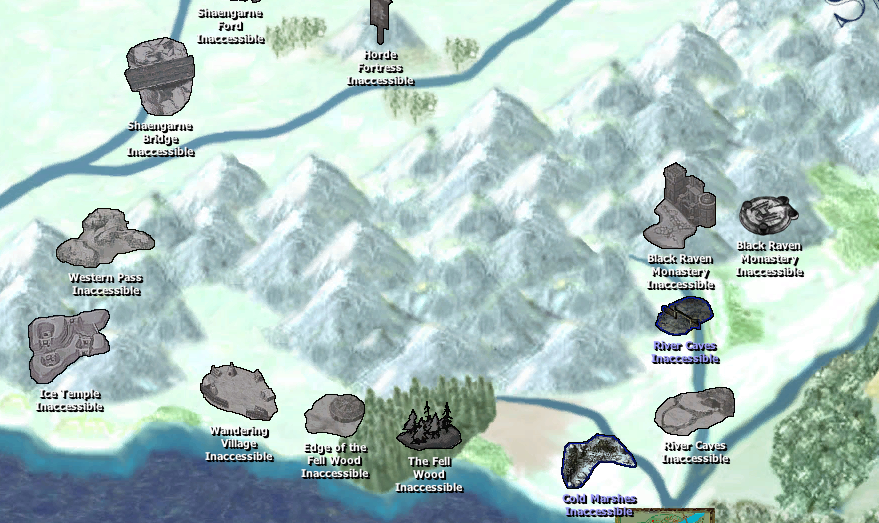 Shaengarne
Ford
Inaccessible
Horde
Fortress
Inaccessible
Shaengarne
Bridge
Inaccessible
Black Raven
Monastery
Inaccessible
Black Raven
Monastery
Inaccessible
Western Pass
Inaccessible
River Caves
Inaccessible
Ice Temple
Inaccessible
Wandering
Village
Inaccessible
Edge of the
Fell Wood
Inaccessible
The Fell
Wood
Inaccessible
River Caves
Inaccessible
Cold Marshes
Inaccessible